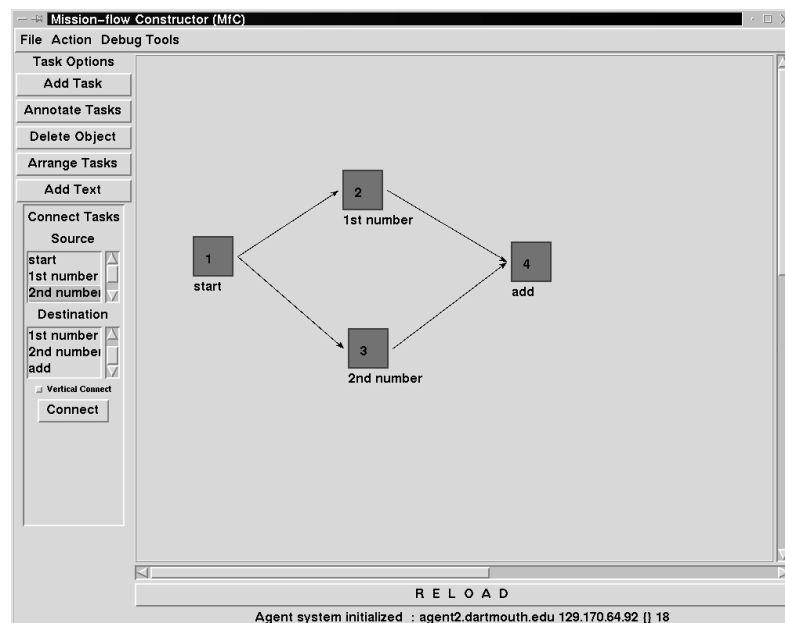 Mission-flow Constructor (MfC)
File Action Debug Tools
Task Options
Add Task
Annotate Tasks
Delete Object
Arrange Tasks
Add Text
Connect Tasks
Source
start
1st number
2nd number
Destination
1st number
2nd number
add
Vertical Connect
Connect
1
start
2
1st number
3
2nd number
4
add
R E L O A D
Agent system initialized : agent2.dartmouth.edu 129.170.64.92 {} 18